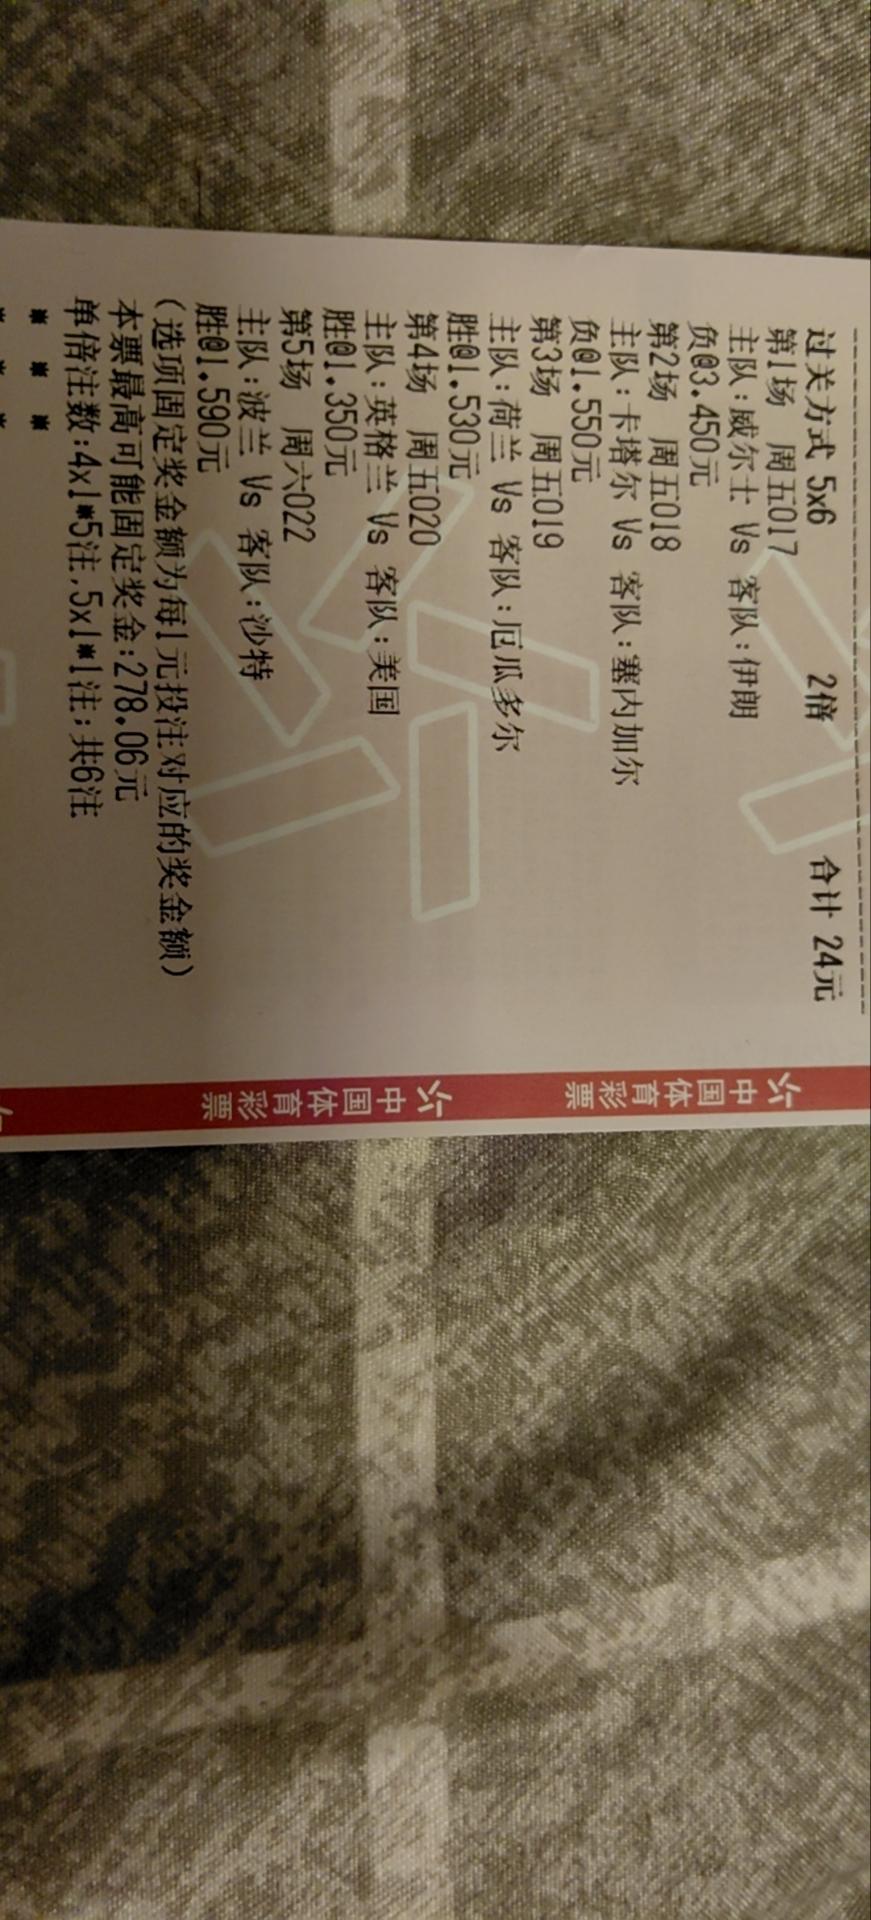 过关方式 5x6 2倍 合计 24元
第1场 周五017
主队:威尔士 Vs 客队:伊朗
负@3.450元
第2场 周五018
主队:卡塔尔 Vs 客队:塞内加尔
负@1.550元
第3场 周五019
主队:荷兰 Vs 客队:厄瓜多尔
胜@1.530元
第4场 周五020
主队:英格兰 Vs 客队:美国
胜@1.350元
第5场 周六022
主队:波兰 Vs 客队:沙特
胜@1.590元
(选项固定奖金额为每1元投注对应的奖金额)
本票最高可能固定奖金:278.06元
单倍注数:4x1*5注,5x1*1注;共6注
中国体育彩票
中国体育彩票